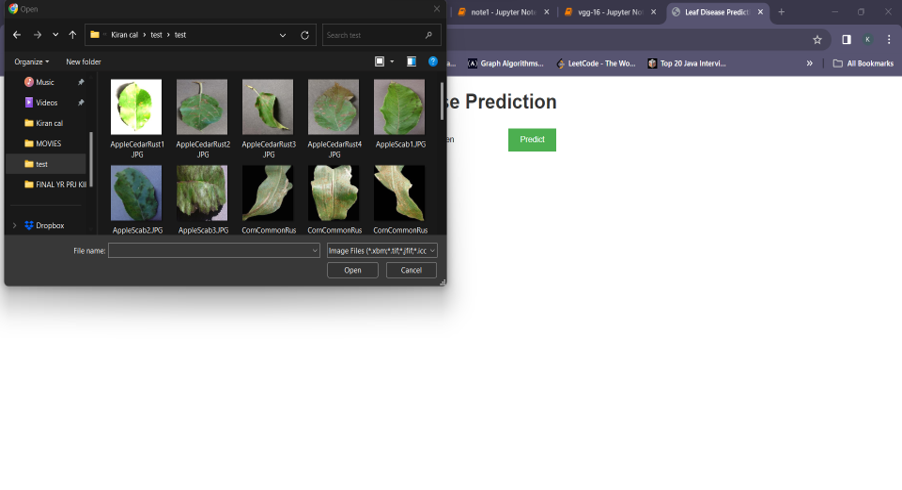 Open
note1 - Jupyter Note
vgg-16 - Jupyter No
Leaf Disease Predict
Kiran cal > test > test
Search test
K
Organize
New folder
a...
Graph Algorithms...
LeetCode - The Wo...
Top 20 Java Intervi...
»
All Bookmarks
Music
Videos
Kiran cal
MOVIES
test
FINAL YR PRJ KII
Dropbox
AppleCedarRust1
.JPG
AppleCedarRust2
.JPG
AppleCedarRust3
.JPG
AppleCedarRust4
.JPG
AppleScab1.JPG
AppleScab2.JPG
AppleScab3.JPG
CornCommonRus
CornCommonRus
CornCommonRus
se Prediction
en
Predict
File name:
Image Files (*.xbm;*.tif;*.jfif;*.icc
Open
Cancel